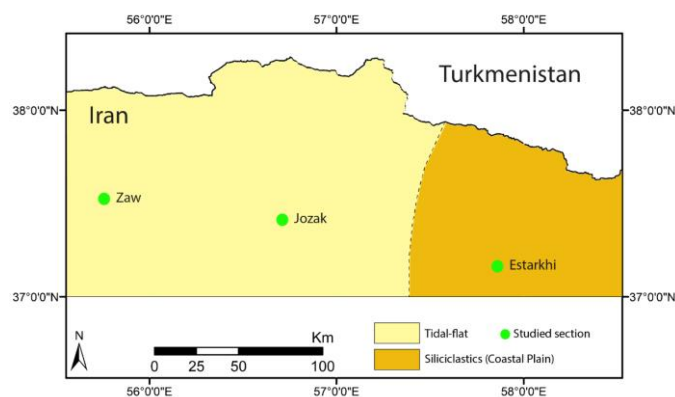 56°0'0"E 57°0'0"E 58°0'0"E
Turkmenistan
38°0'0"N 38°0'0"N
Iran
Zaw
Jozak
Estarkhi
37°0'0"N 37°0'0"N
N
Km
0 25 50 100
Tidal-flat
Studied section
Siliciclastics (Coastal Plain)
56°0'0"E 57°0'0"E 58°0'0"E